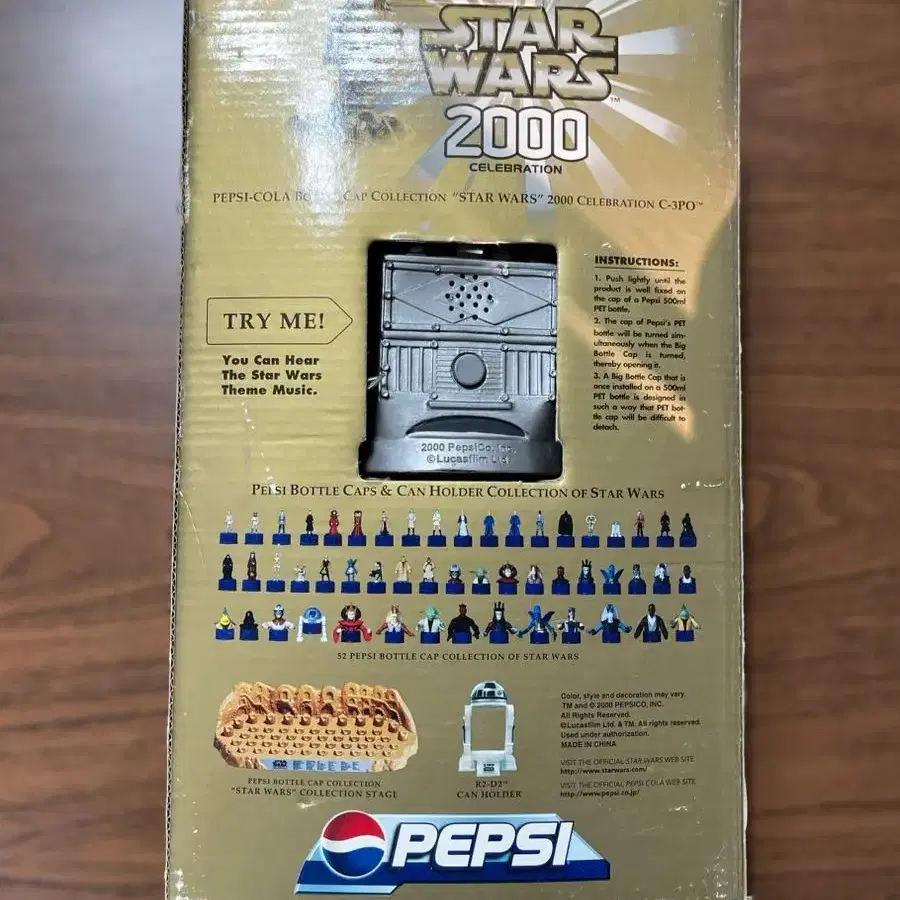 STAR
WARS™
2000
CELEBRATION
PEPSI-COLA CAP COLLECTION "STAR WARS" 2000 CELEBRATION C-3PO™
TRY ME!
You Can Hear
The Star Wars
Theme Music.
INSTRUCTIONS:
1. Push lightly until the
product is well fixed on
the cap of a Pepsi 500ml
PET bottle.
2. The cap of Pepsi's PET
bottle will be turned sim-
ultaneously when the Big
Bottle Cap is turned,
thereby opening it.
3. A Big Bottle Cap that is
once installed on a 500ml
PET bottle is designed in
such a way that PET bot-
tle cap will be difficult to
detach.
2000 PepsiCo, Inc.
©Lucasfilm Ltd
PEPSI BOTTLE CAPS & CAN HOLDER COLLECTION OF STAR WARS
52 PEPSI BOTTLE CAP COLLECTION OF STAR WARS
PEPSI BOTTLE CAP COLLECTION
"STAR WARS" COLLECTION STAGE
R2-D2™
CAN HOLDER
Color, style and decoration may vary.
TM and © 2000 PEPSICO, INC.
All Rights Reserved.
©Lucasfilm Ltd. & TM. All rights reserved.
Used under authorization.
MADE IN CHINA
VISIT THE OFFICIAL STAR WARS WEB SITE
http://www.starwars.com/
VISIT THE OFFICIAL PEPSI COLA WEB SITE
http://www.pepsi.co.jp/
PEPSI